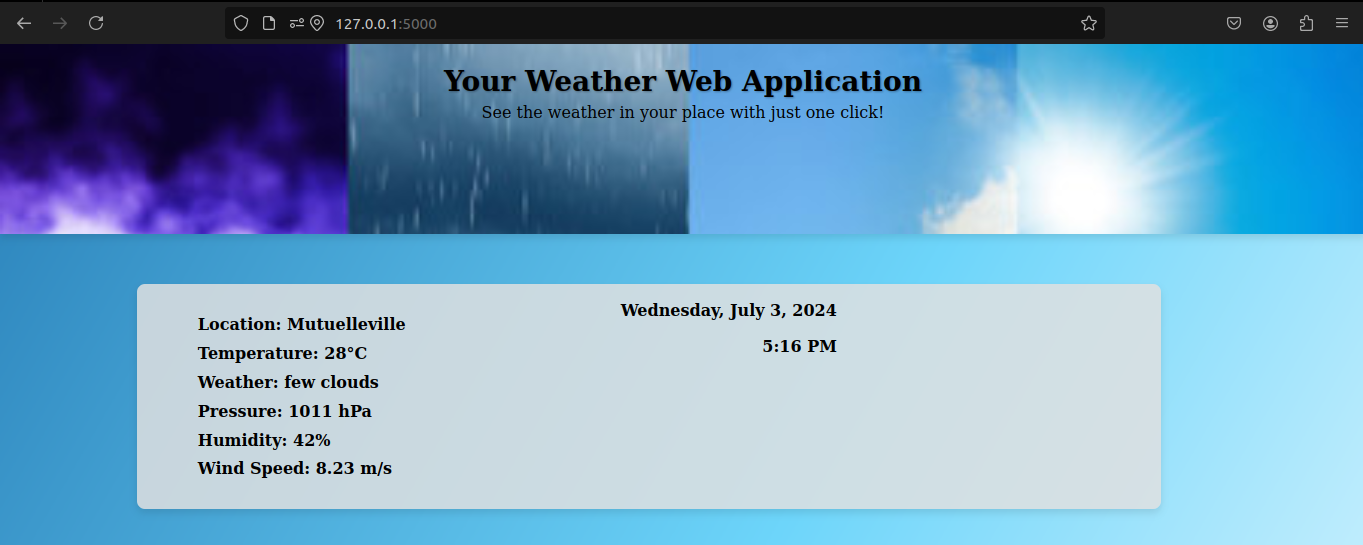 127.0.0.1:5000
Your Weather Web Application
See the weather in your place with just one click!
Wednesday, July 3, 2024
5:16 PM
Location: Mutuelleville
Temperature: 28°C
Weather: few clouds
Pressure: 1011 hPa
Humidity: 42%
Wind Speed: 8.23 m/s